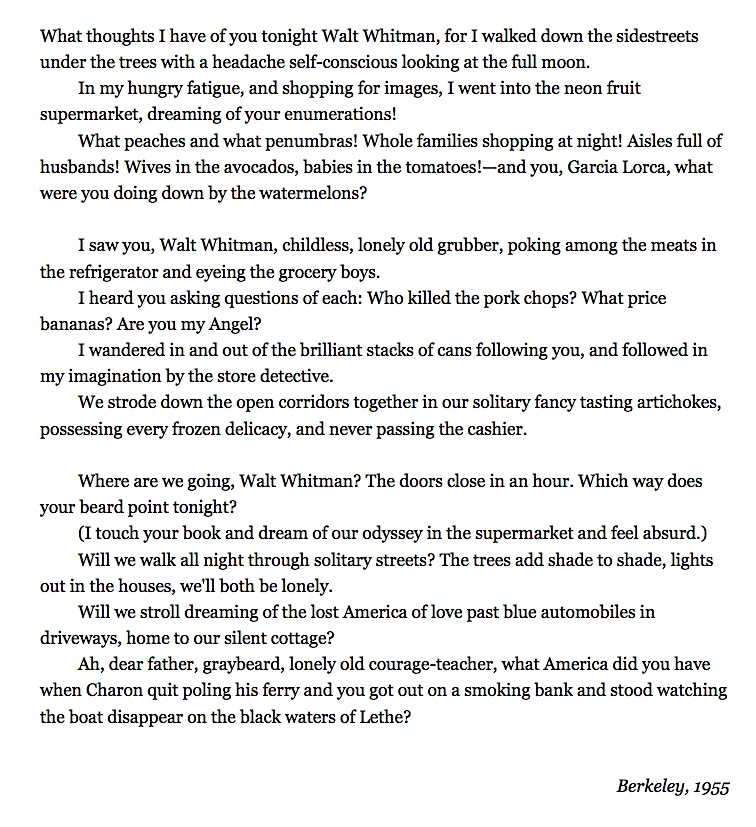 What thoughts I have of you tonight Walt Whitman, for I walked down the sidestreets
under the trees with a headache self-conscious looking at the full moon.
In my hungry fatigue, and shopping for images, I went into the neon fruit
supermarket, dreaming of your enumerations!
What peaches and what penumbras! Whole families shopping at night! Aisles full of
husbands! Wives in the avocados, babies in the tomatoes!—and you, Garcia Lorca, what
were you doing down by the watermelons?

I saw you, Walt Whitman, childless, lonely old grubber, poking among the meats in
the refrigerator and eyeing the grocery boys.
I heard you asking questions of each: Who killed the pork chops? What price
bananas? Are you my Angel?
I wandered in and out of the brilliant stacks of cans following you, and followed in
my imagination by the store detective.
We strode down the open corridors together in our solitary fancy tasting artichokes,
possessing every frozen delicacy, and never passing the cashier.

Where are we going, Walt Whitman? The doors close in an hour. Which way does
your beard point tonight?
(I touch your book and dream of our odyssey in the supermarket and feel absurd.)
Will we walk all night through solitary streets? The trees add shade to shade, lights
out in the houses, we'll both be lonely.
Will we stroll dreaming of the lost America of love past blue automobiles in
driveways, home to our silent cottage?
Ah, dear father, graybeard, lonely old courage-teacher, what America did you have
when Charon quit poling his ferry and you got out on a smoking bank and stood watching
the boat disappear on the black waters of Lethe?

Berkeley, 1955